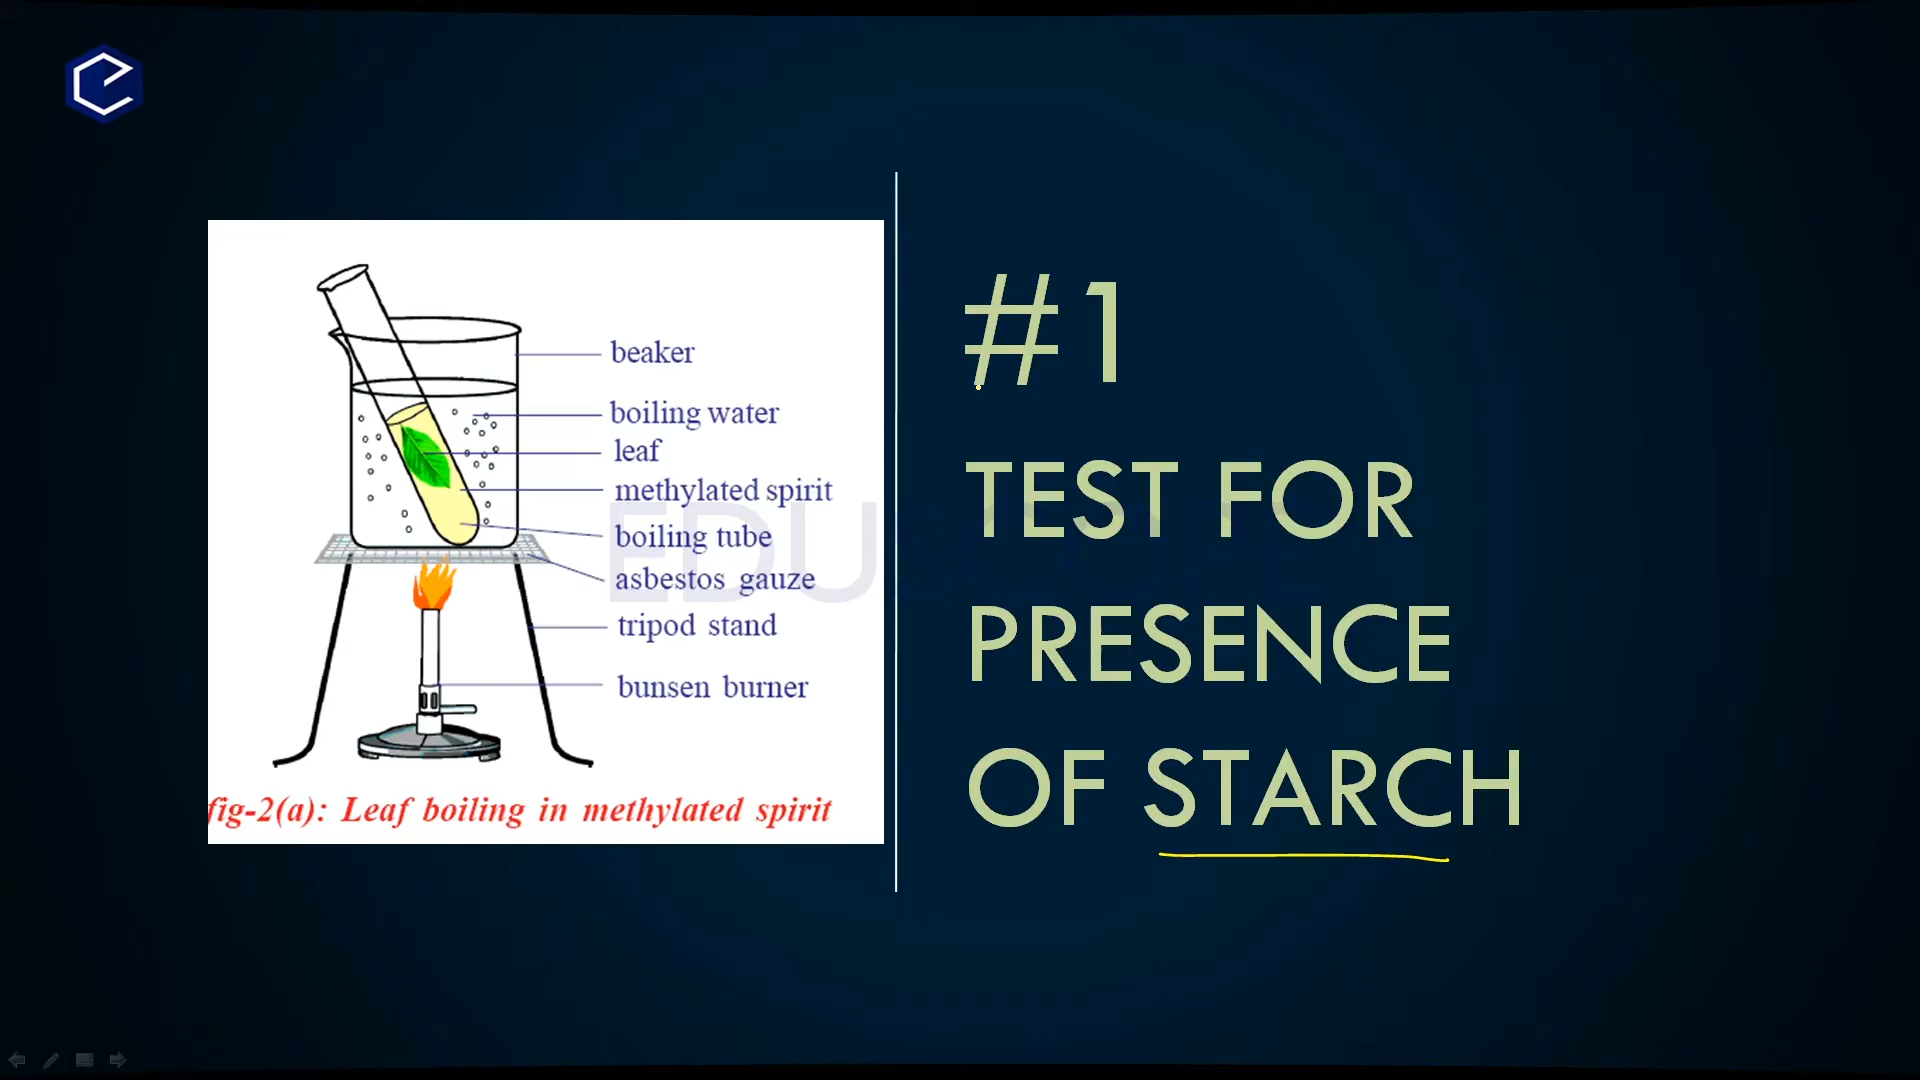 beaker
boiling water
leaf
methylated spirit
boiling tube
asbestos gauze
tripod stand
bunsen burner
fig-2(a): Leaf boiling in methylated spirit
#1
TEST FOR
PRESENCE
OF STARCH